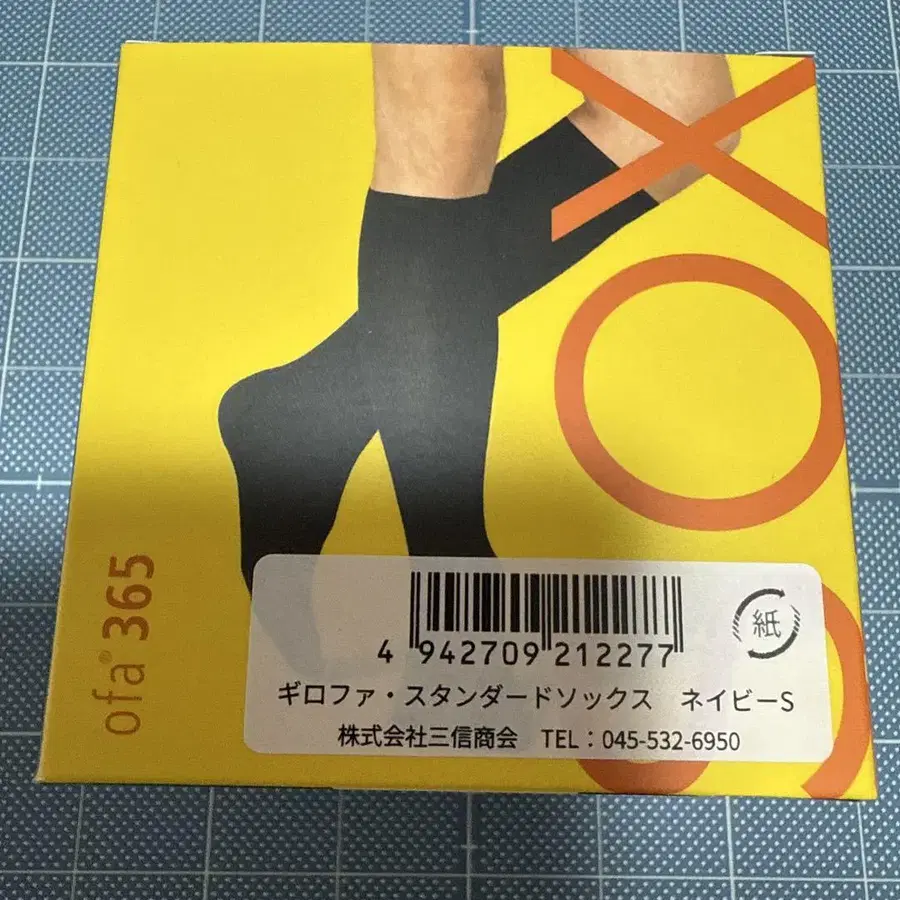 SOX
ofa® 365
4 942709 212277
紙
ギロファ・スタンダードソックス ネイビーS
株式会社三信商会 TEL：045-532-6950